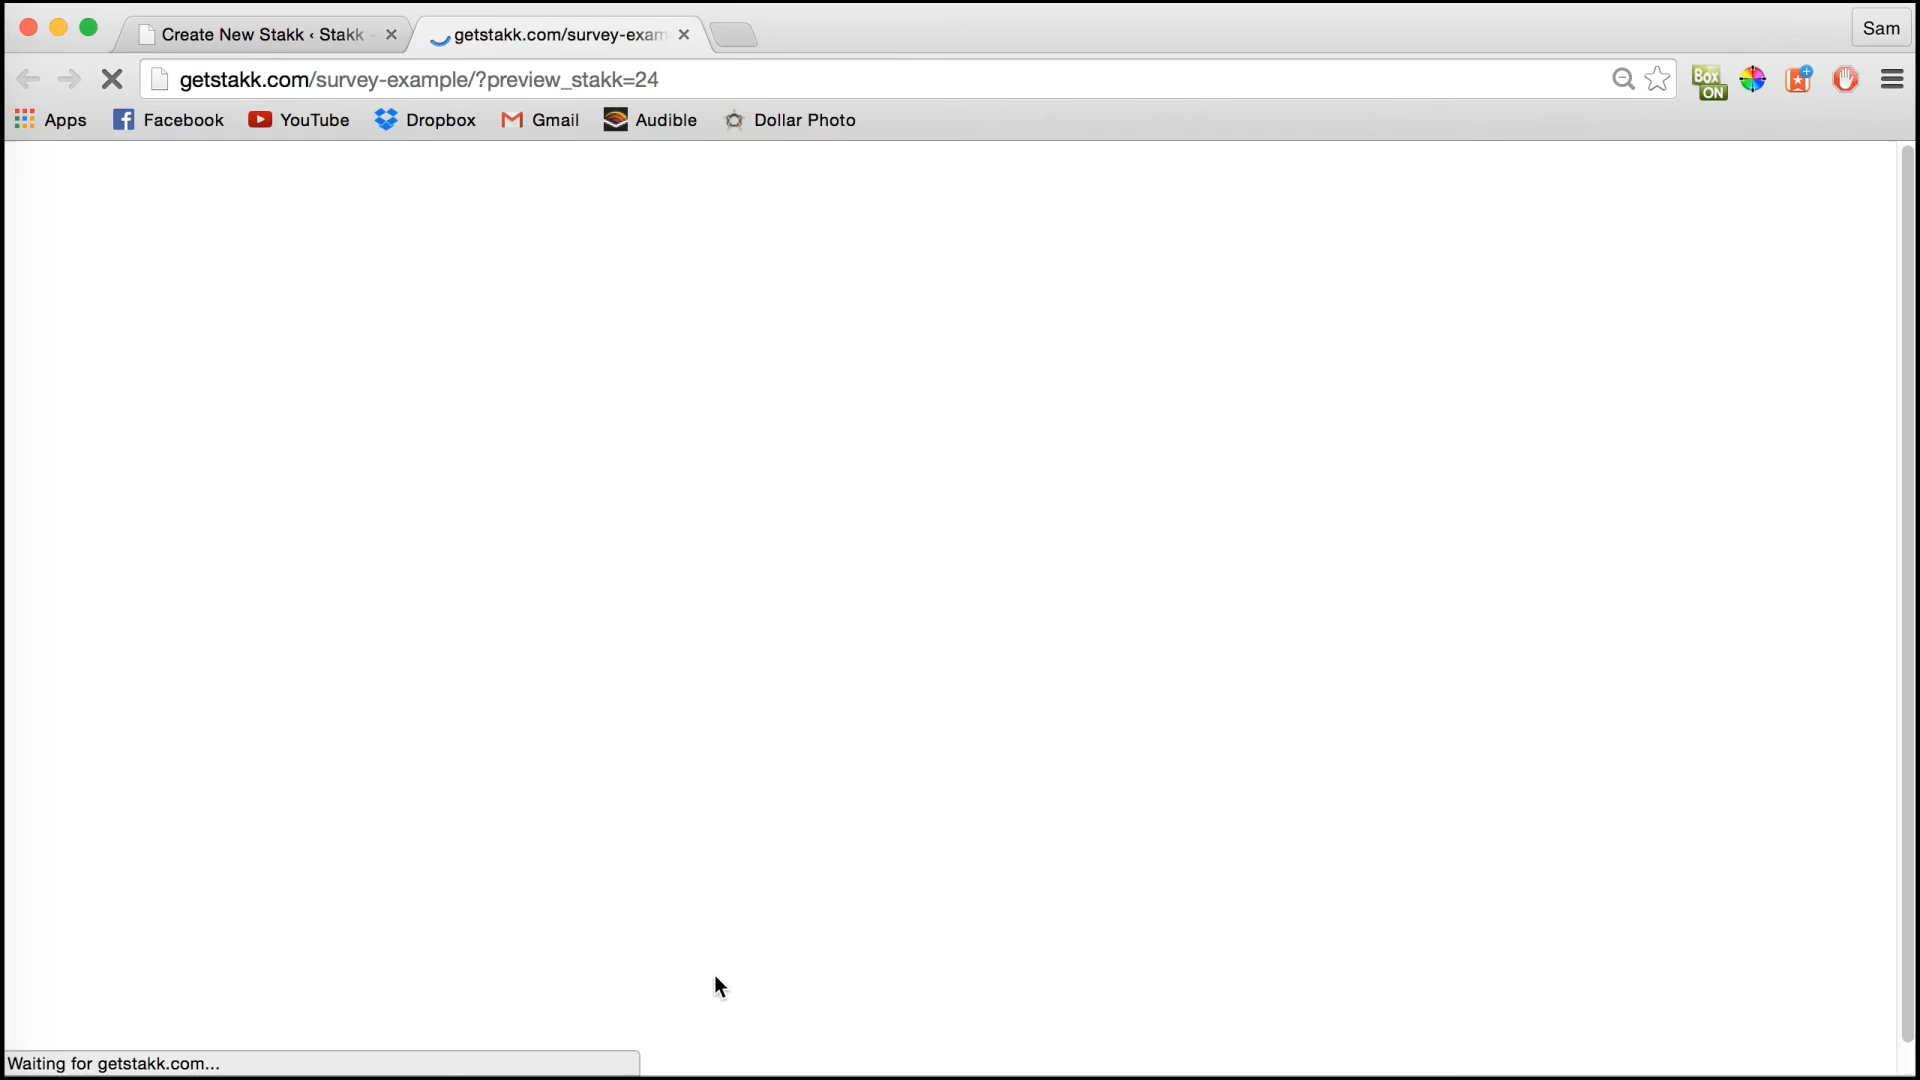 Create New Stakk ‹ Stakk
getstakk.com/survey-exam
Sam
getstakk.com/survey-example/?preview_stakk=24
Box
ON
Apps
Facebook
YouTube
Dropbox
Gmail
Audible
Dollar Photo
Waiting for getstakk.com...